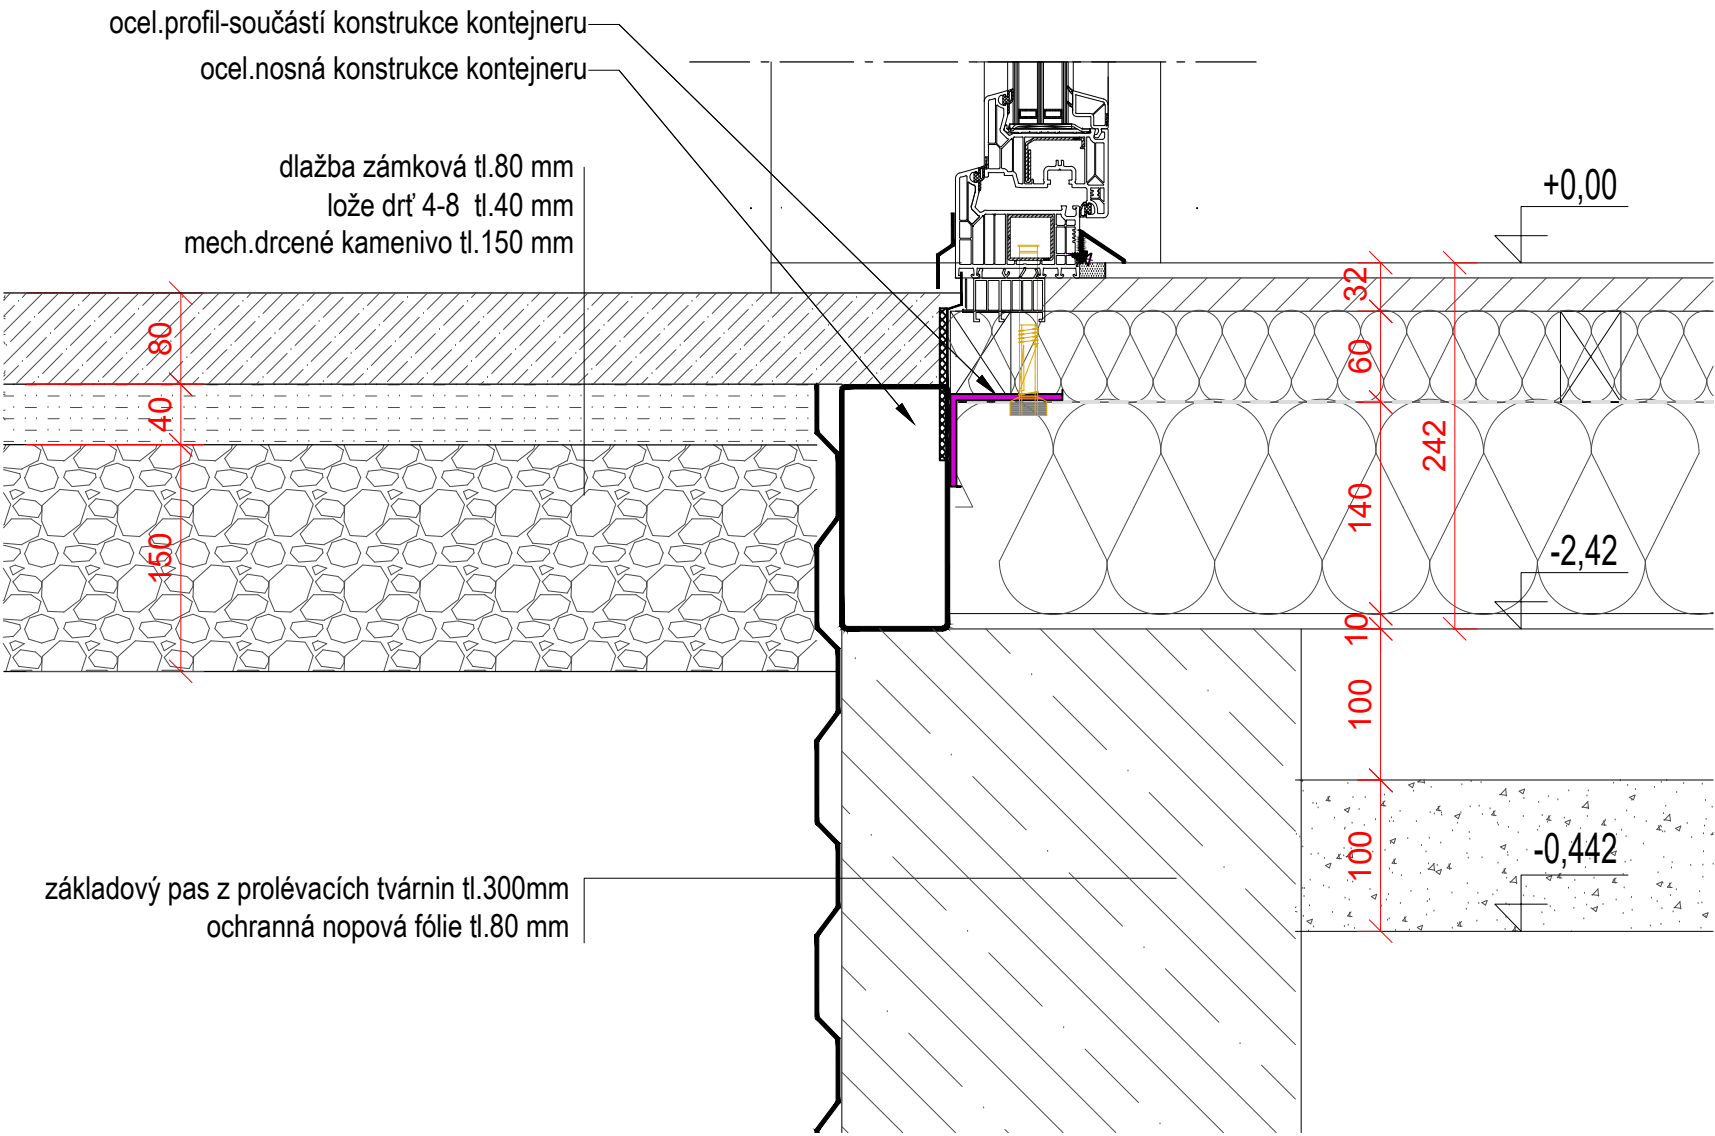 ocel.profil-součástí konstrukce kontejneru
ocel.nosná konstrukce kontejneru
dlažba zámková tl.80 mm
lože drť 4-8 tl.40 mm
mech.drcené kamenivo tl.150 mm
+0,00
32
80
60
40
242
140
150
-2,42
10
100
100
-0,442
základový pas z prolévacích tvárnin tl.300mm
ochranná nopová fólie tl.80 mm